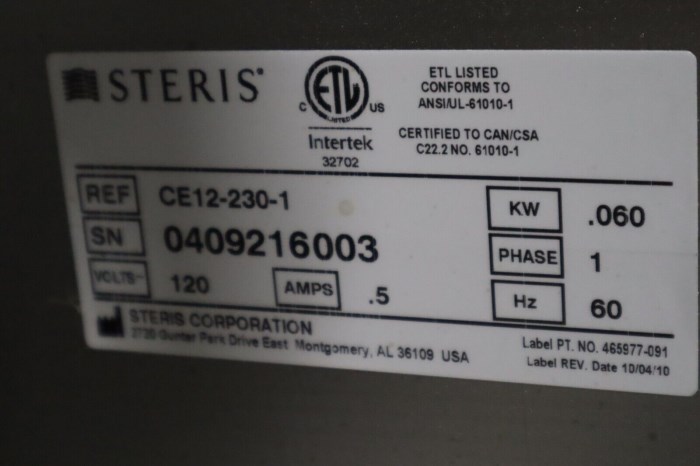 STERIS®
C ETL US
LISTED
Intertek
32702
ETL LISTED
CONFORMS TO
ANSI/UL-61010-1
CERTIFIED TO CAN/CSA
C22.2 NO. 61010-1
REF CE12-230-1
SN 0409216003
VOLTS~ 120 AMPS .5
KW .060
PHASE 1
Hz 60
STERIS CORPORATION
2720 Gunter Park Drive East Montgomery, AL 36109 USA
Label PT. NO. 465977-091
Label REV. Date 10/04/10